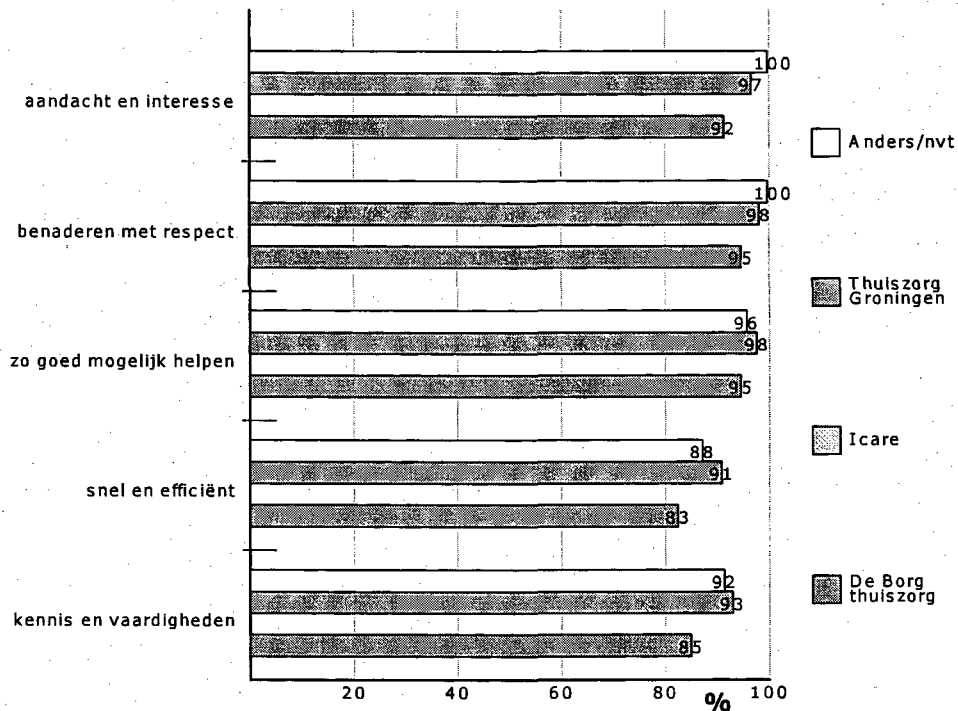 aandacht en interesse
100
97
92
benaderen met respect
100
98
95
zo goed mogelijk helpen
96
98
95
snel en efficiënt
88
91
83
kennis en vaardigheden
92
93
85
20 40 60 80 100
%
Anders/nvt
Thuiszorg
Groningen
Icare
De Borg
thuiszorg